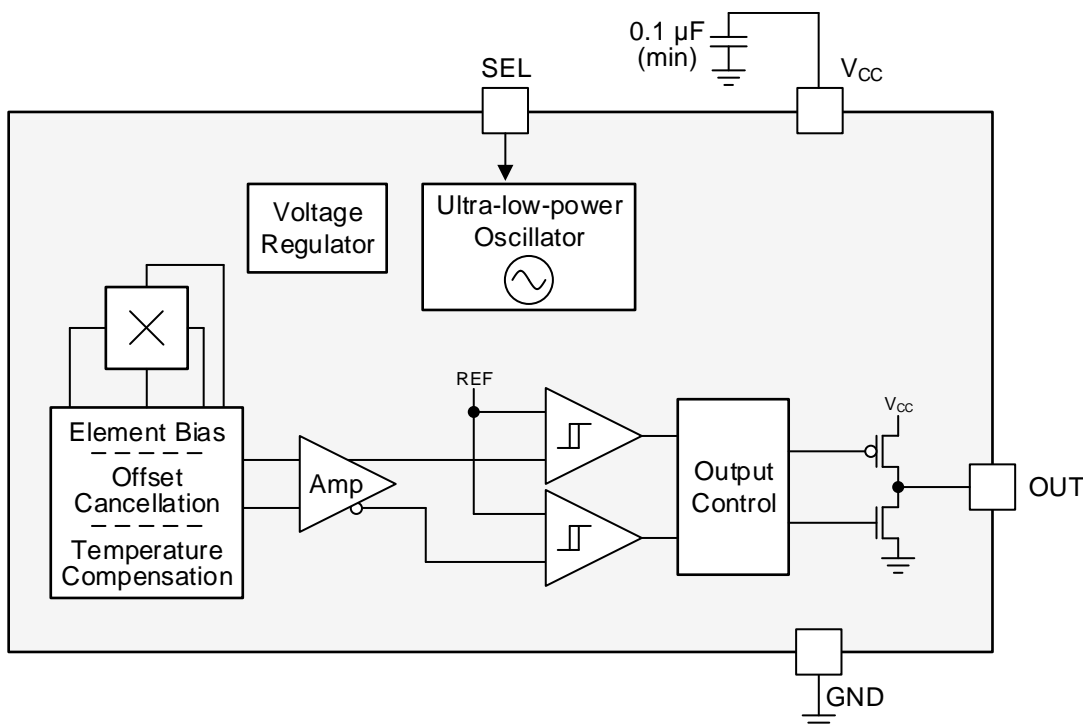 0.1 µF
(min)
SEL
VCC
Voltage
Regulator
Ultra-low-power
Oscillator
REF
VCC
Element Bias
Offset
Cancellation
Temperature
Compensation
Amp
Output
Control
OUT
GND